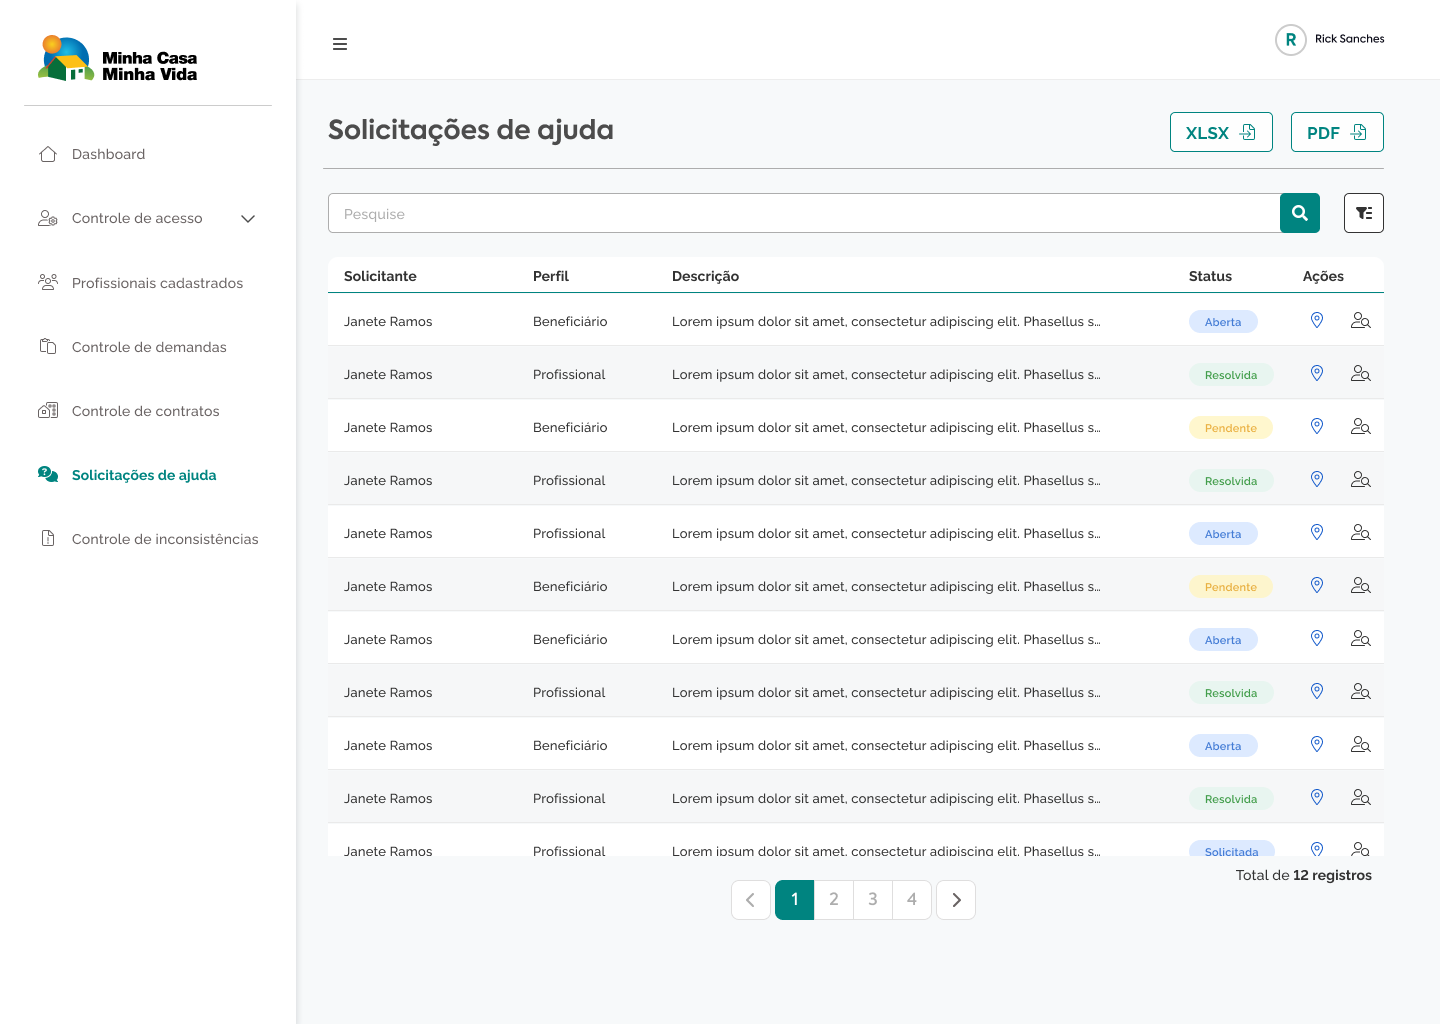 Minha Casa
Minha Vida
Dashboard
Controle de acesso
Profissionais cadastrados
Controle de demandas
Controle de contratos
Solicitações de ajuda
Controle de inconsistências
R Rick Sanches
Solicitações de ajuda
XLSX PDF
Pesquise
Solicitante Perfil Descrição Status Ações
Janete Ramos Beneficiário Lorem ipsum dolor sit amet, consectetur adipiscing elit. Phasellus s... Aberta
Janete Ramos Profissional Lorem ipsum dolor sit amet, consectetur adipiscing elit. Phasellus s... Resolvida
Janete Ramos Beneficiário Lorem ipsum dolor sit amet, consectetur adipiscing elit. Phasellus s... Pendente
Janete Ramos Profissional Lorem ipsum dolor sit amet, consectetur adipiscing elit. Phasellus s... Resolvida
Janete Ramos Profissional Lorem ipsum dolor sit amet, consectetur adipiscing elit. Phasellus s... Aberta
Janete Ramos Beneficiário Lorem ipsum dolor sit amet, consectetur adipiscing elit. Phasellus s... Pendente
Janete Ramos Beneficiário Lorem ipsum dolor sit amet, consectetur adipiscing elit. Phasellus s... Aberta
Janete Ramos Profissional Lorem ipsum dolor sit amet, consectetur adipiscing elit. Phasellus s... Resolvida
Janete Ramos Beneficiário Lorem ipsum dolor sit amet, consectetur adipiscing elit. Phasellus s... Aberta
Janete Ramos Profissional Lorem ipsum dolor sit amet, consectetur adipiscing elit. Phasellus s... Resolvida
Janete Ramos Profissional Lorem ipsum dolor sit amet, consectetur adipiscing elit. Phasellus s... Solicitada
Total de 12 registros
1 2 3 4